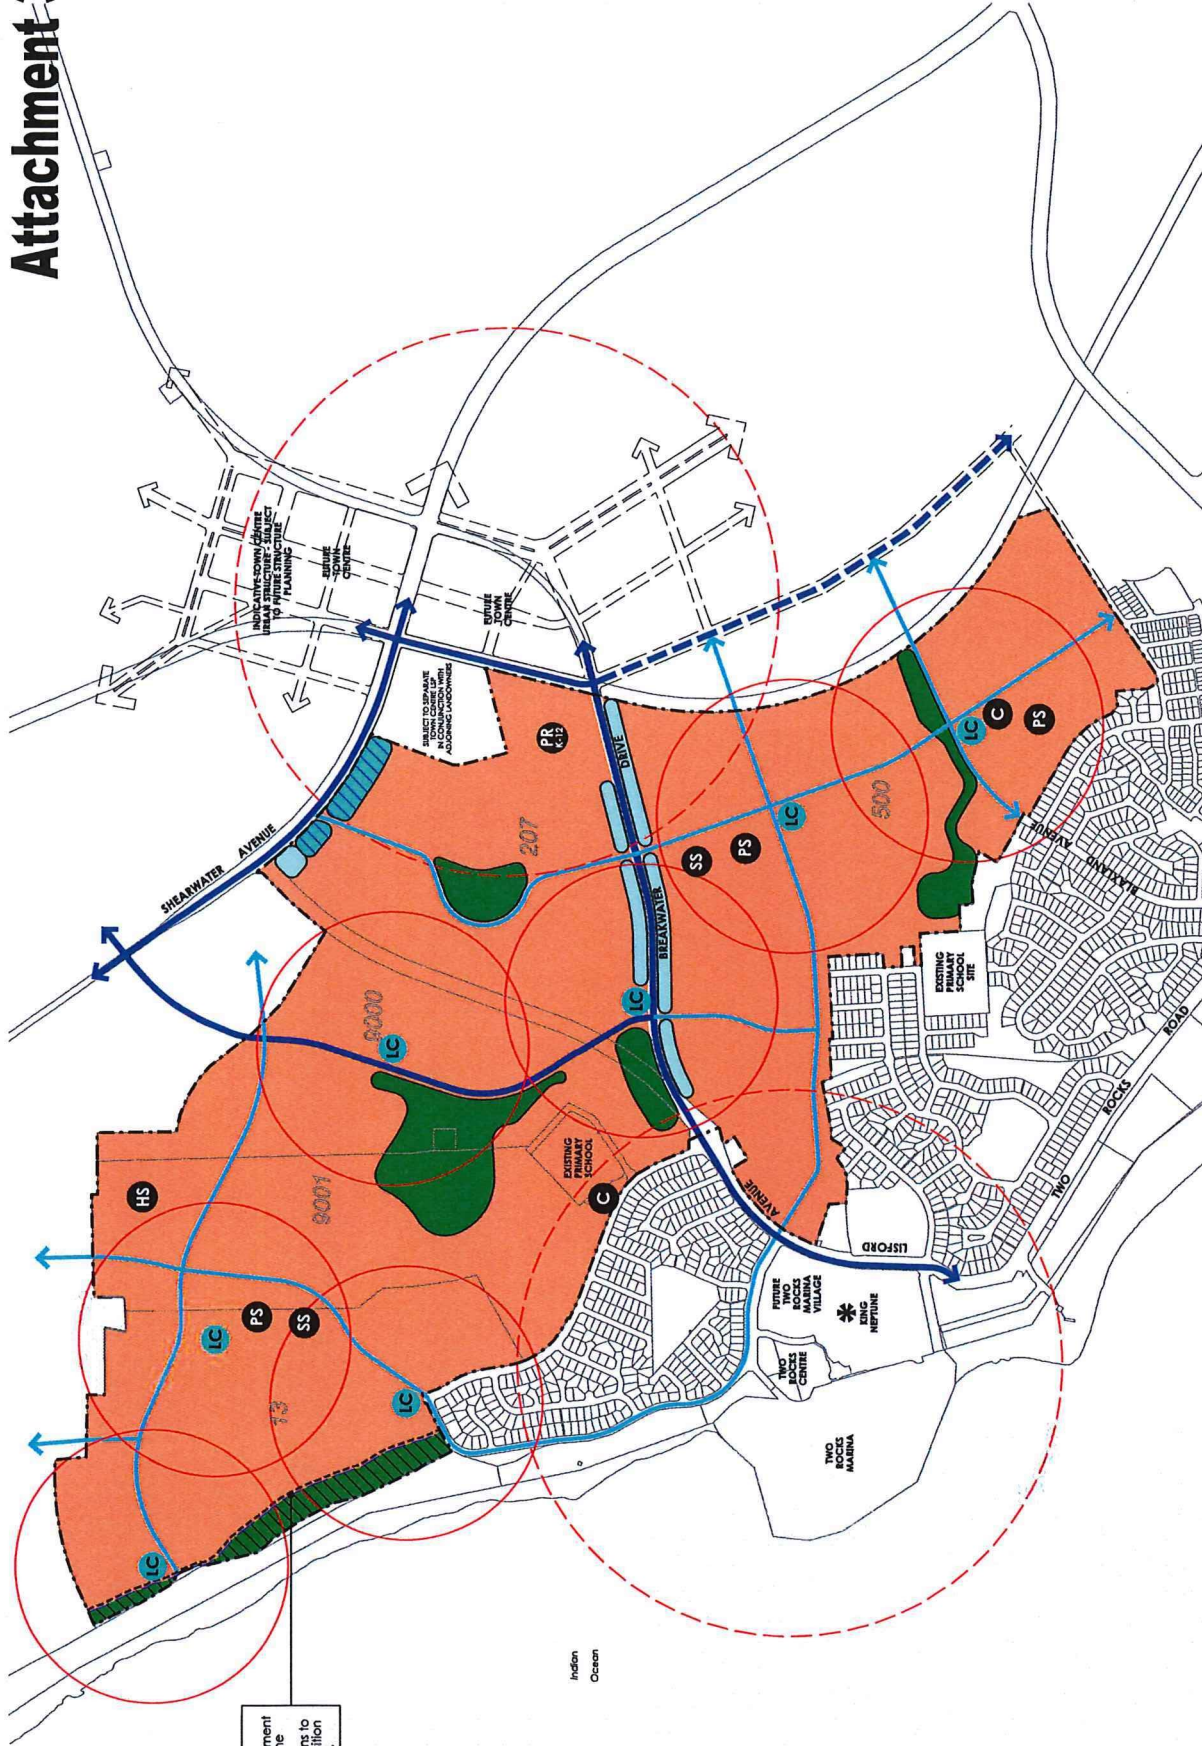 Attachment
INDICATIVE TOWN CENTRE
URBAN STRUCTURE - SUBJECT
TO FUTURE STRUCTURE
PLANNING
FUTURE
TOWN
CENTRE
FUTURE
TOWN
CENTRE
SUBJECT TO SEPARATE
TOWN CENTRE LSP
IN CONJUNCTION WITH
ADJOINING LANDOWNERS
SHEARWATER AVENUE
PR
K-12
DRIVE
BREAKWATER
207
LC
SS
PS
LC
500
LC
C
PS
BLAXLAND
AVENUE
EXISTING
PRIMARY
SCHOOL
SITE
9000
LC
HS
9001
EXISTING
PRIMARY
SCHOOL
C
AVENUE
LISFORD
TWO
ROCKS
ROAD
PS
SS
LC
13
LC
LC
FUTURE
TWO
ROCKS
MARINA
VILLAGE
KING
NEPTUNE
TWO
ROCKS
CENTRE
TWO
ROCKS
MARINA
Indian
Ocean